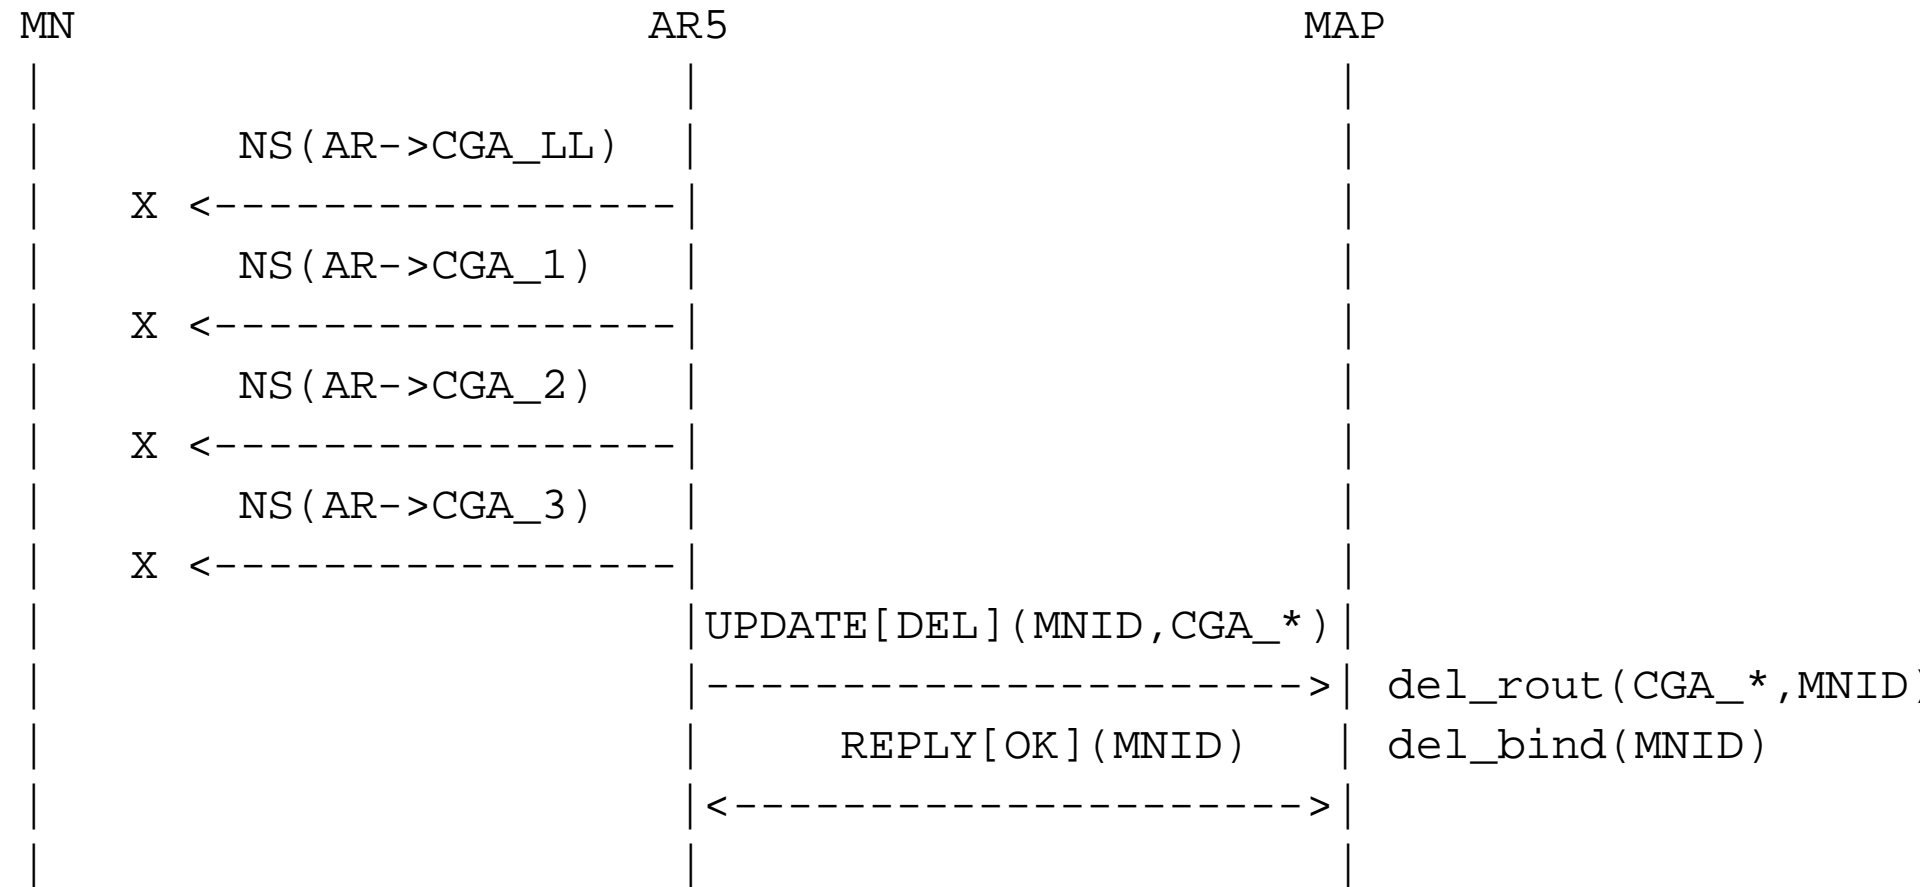 MN                      AR5                     MAP
|                        |                       |
|       NS(AR->CGA_LL)   |                       |
|   X <-----------------|                       |
|       NS(AR->CGA_1)    |                       |
|   X <-----------------|                       |
|       NS(AR->CGA_2)    |                       |
|   X <-----------------|                       |
|       NS(AR->CGA_3)    |                       |
|   X <-----------------|                       |
|                        |UPDATE[DEL](MNID,CGA_*)|
|                        |---------------------->| del_rout(CGA_*,MNID)
|                        |     REPLY[OK](MNID)   | del_bind(MNID)
|                        |<--------------------->|
|                        |                       |